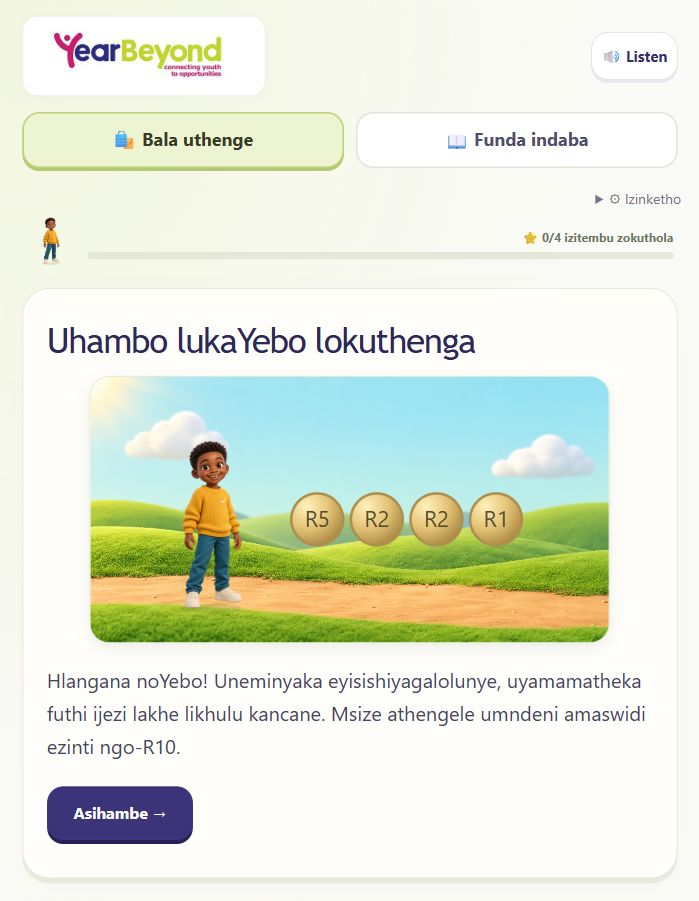 YearBeyond
connecting youth
to opportunities
Listen
Bala uthenge
Funda indaba
Izinketho
0/4 izitembu zokuthola
Uhambo lukaYebo lokuthenga
R5 R2 R2 R1
Hlangana noYebo! Uneminyaka eyisishiyagalolunye, uyamamatheka
futhi ijezi lakhe likhulu kancane. Msize athengele umndeni amaswidi
ezinti ngo-R10.
Asihambe →